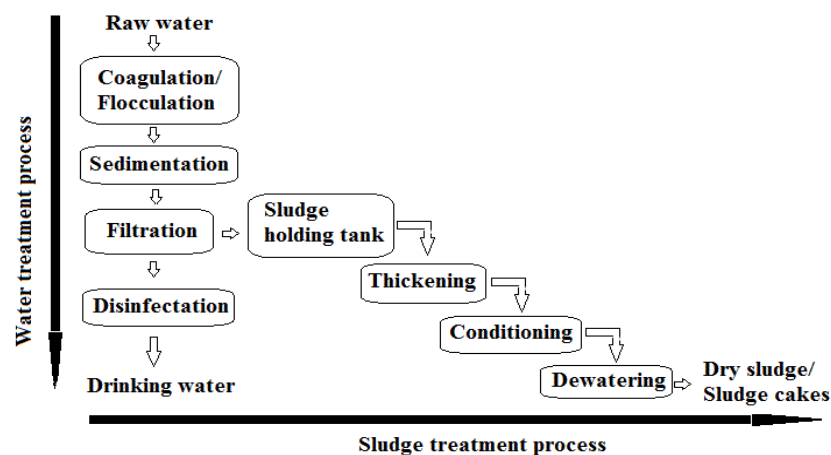 Raw water
Coagulation/
Flocculation
Sedimentation
Filtration
Sludge
holding tank
Thickening
Disinfectation
Conditioning
Drinking water
Dewatering
Dry sludge/
Sludge cakes
Water treatment process
Sludge treatment process